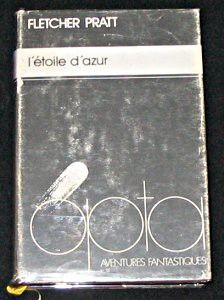 FLETCHER PRATT
l'étoile d'azur
opta
AVENTURES FANTASTIQUES